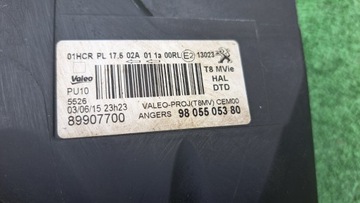 01HCR PL 17.5 02A 01 1a 00RL E2 13023
Valeo
T8 MVie
HAL
DTD
PU10
5526
03/06/15 23h23
89907700
VALEO-PROJ(T8MV) CEM00
ANGERS 98 055 053 80